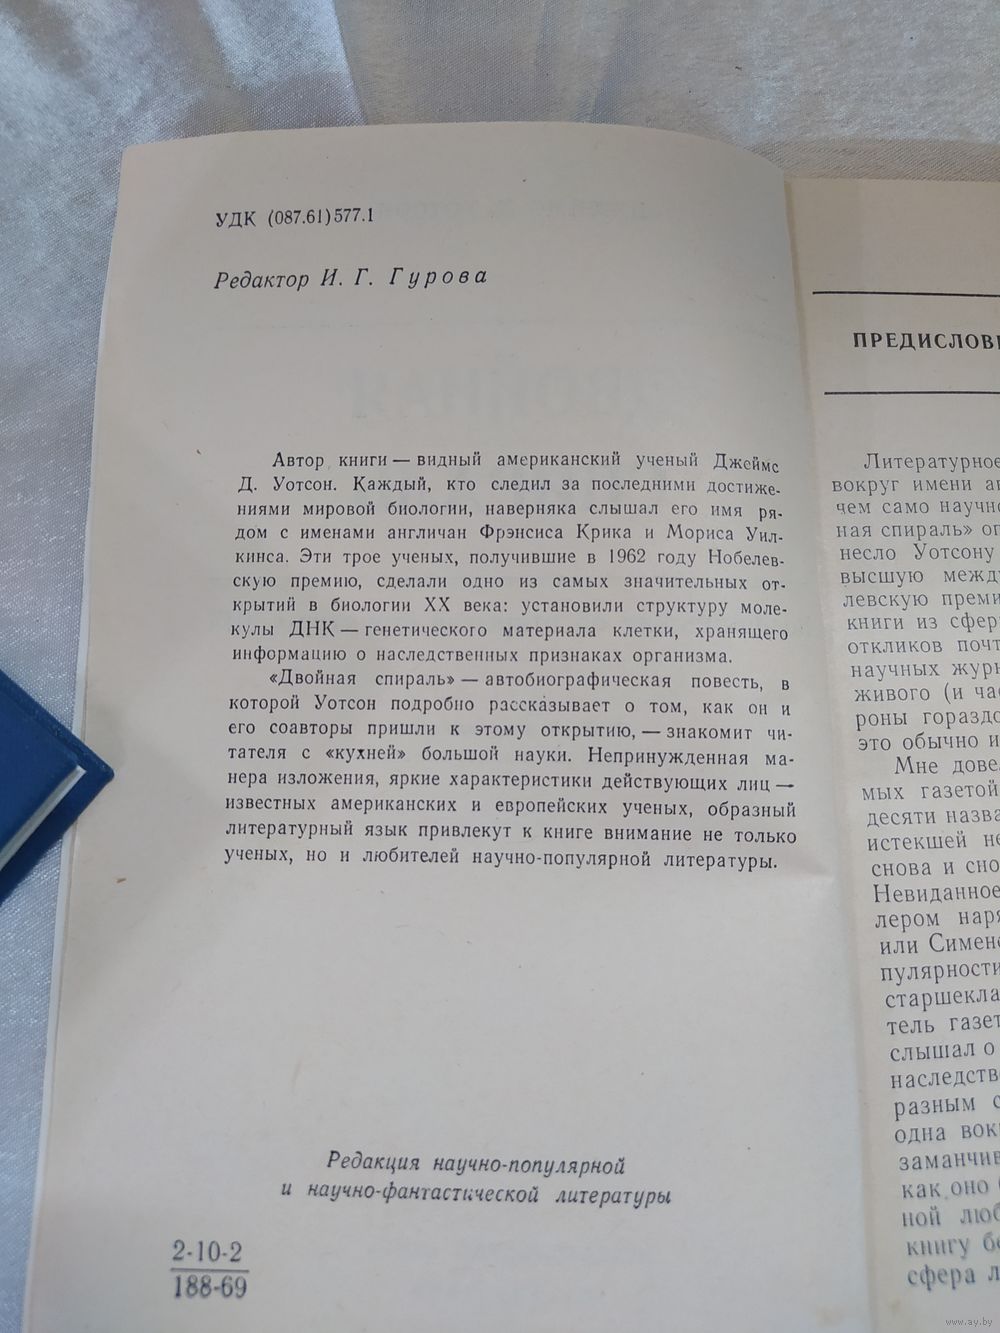 УДК (087.61)577.1
Редактор И. Г. Гурова
Автор книги — видный американский ученый Джеймс
Д. Уотсон. Каждый, кто следил за последними достиже-
ниями мировой биологии, наверняка слышал его имя ря-
дом с именами англичан Фрэнсиса Крика и Мориса Уил-
кинса. Эти трое ученых, получившие в 1962 году Нобелев-
скую премию, сделали одно из самых значительных от-
крытий в биологии XX века: установили структуру моле-
кулы ДНК — генетического материала клетки, хранящего
информацию о наследственных признаках организма.
«Двойная спираль» — автобиографическая повесть, в
которой Уотсон подробно рассказывает о том, как он и
его соавторы пришли к этому открытию, — знакомит чи-
тателя с «кухней» большой науки. Непринужденная ма-
нера изложения, яркие характеристики действующих лиц —
известных американских и европейских ученых, образный
литературный язык привлекут к книге внимание не только
ученых, но и любителей научно-популярной литературы.
Редакция научно-популярной
и научно-фантастической литературы
2-10-2
188-69
ПРЕДИСЛОВ
Литературное
вокруг имени
чем само научно
ная спираль»
несло Уотсону
высшую межд
левскую преми
книги из сфер
откликов почт
научных журн
живого (и ча
роны гораздо
это обычно и
Мне дове
мых газетой
десяти назва
истекшей не
снова и сно
Невиданное
лером наря
или Симено
пулярности
старшекла
тель газет
слышал о
наследств
разным с
одна вок
заманчив
как оно
ной люб
книгу бе
сфера л
www.ay.by